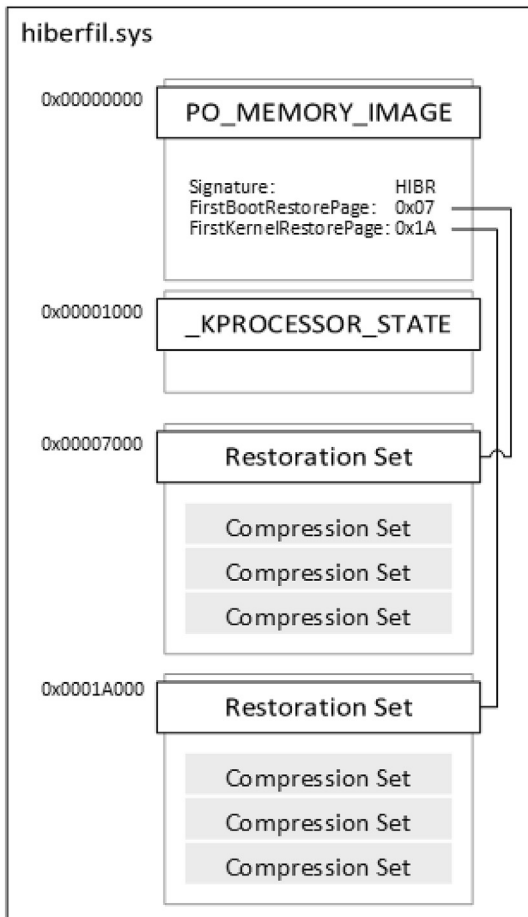 hiberfil.sys
0x00000000
PO_MEMORY_IMAGE
Signature: HIBR
FirstBootRestorePage: 0x07
FirstKernelRestorePage: 0x1A
0x00001000
_KPROCESSOR_STATE
0x00007000
Restoration Set
Compression Set
Compression Set
Compression Set
0x0001A000
Restoration Set
Compression Set
Compression Set
Compression Set